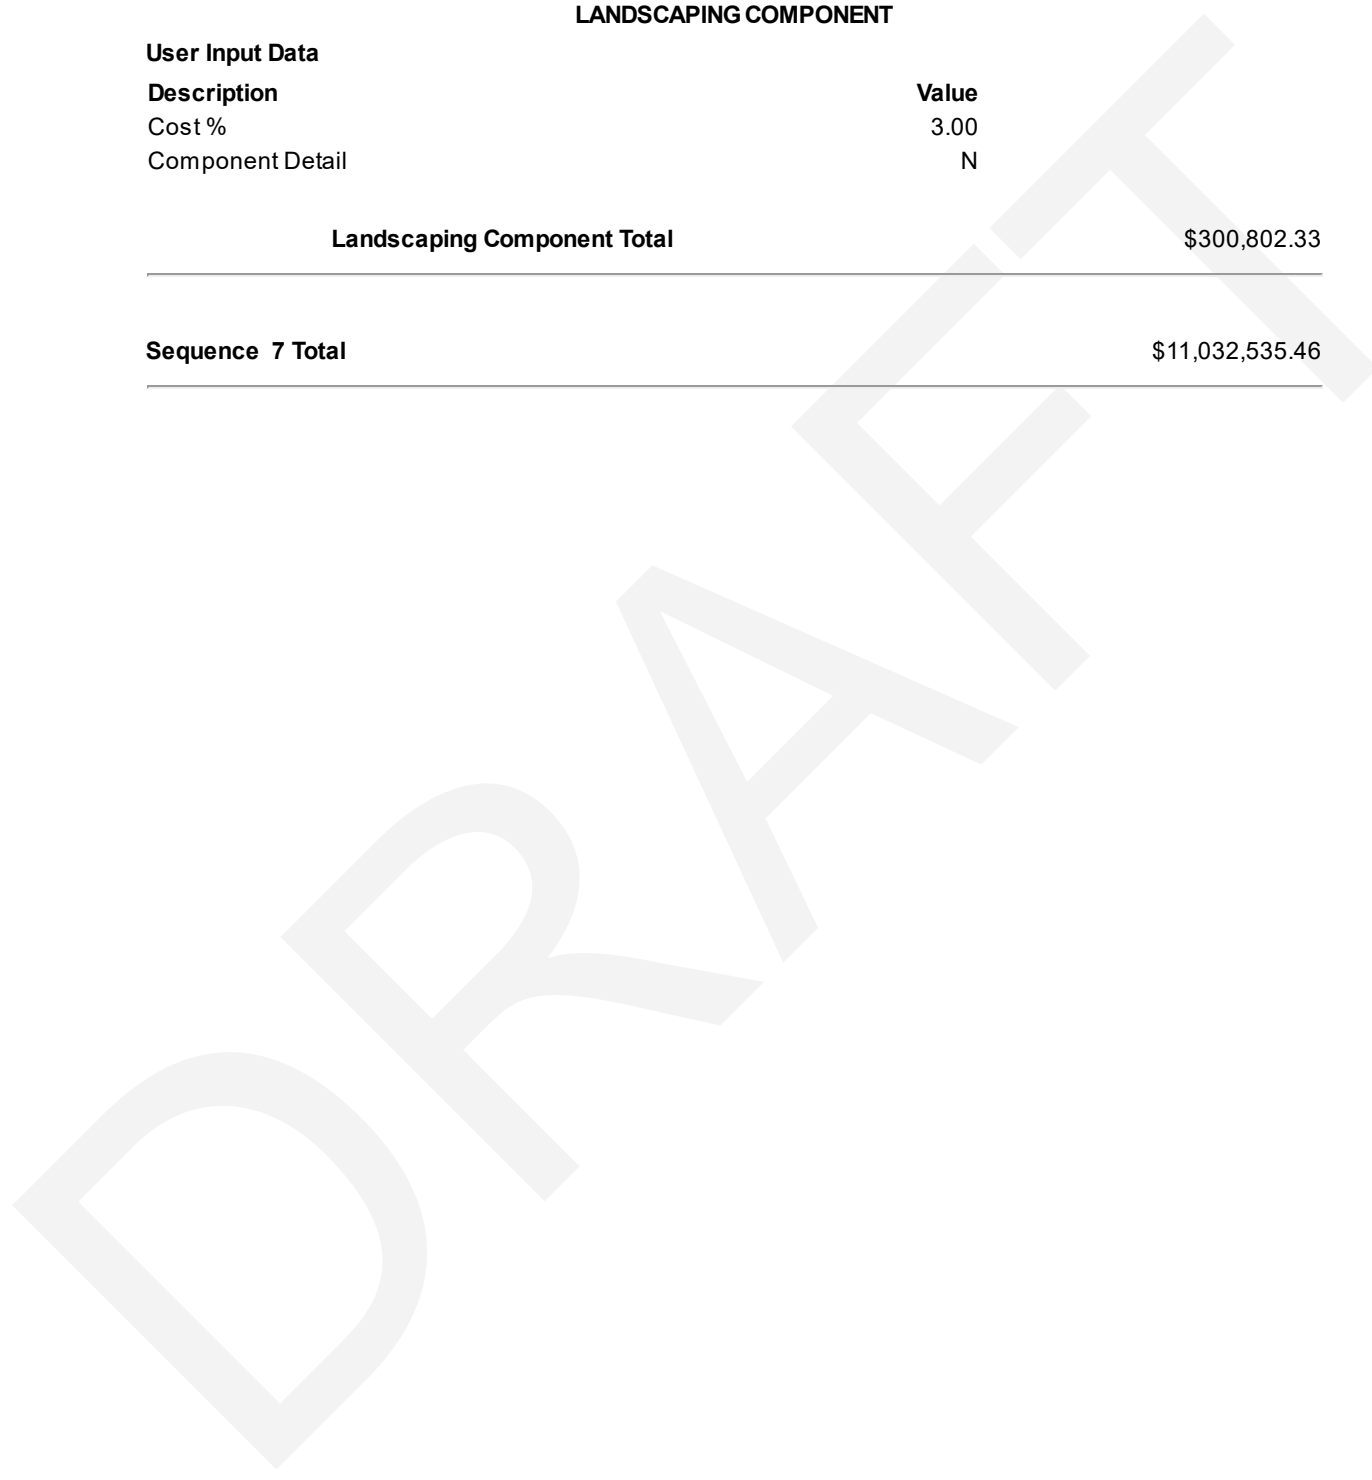 LANDSCAPING COMPONENT
User Input Data
Description Value
Cost % 3.00
Component Detail N
Landscaping Component Total $300,802.33
Sequence 7 Total $11,032,535.46
DRAFT